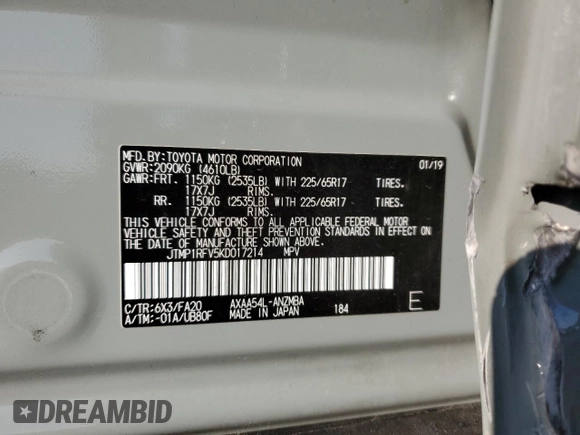 MFD.BY:TOYOTA MOTOR CORPORATION 01/19
GVWR:2090KG (4610LB)
GAWR:FRT. 1150KG (2535LB) WITH 225/65R17 TIRES.
17X7J RIMS.
RR. 1150KG (2535LB) WITH 225/65R17 TIRES.
17X7J RIMS.
THIS VEHICLE CONFORMS TO ALL APPLICABLE FEDERAL MOTOR
VEHICLE SAFETY AND THEFT PREVENTION STANDARDS IN EFFECT ON
THE DATE OF MANUFACTURE SHOWN ABOVE.
JTMP1RFV5KD017214 MPV
C/TR:6X3/FA20 AXAA54L-ANZMBA
A/TM:-01A/UB80F MADE IN JAPAN 184 E
DREAMBID